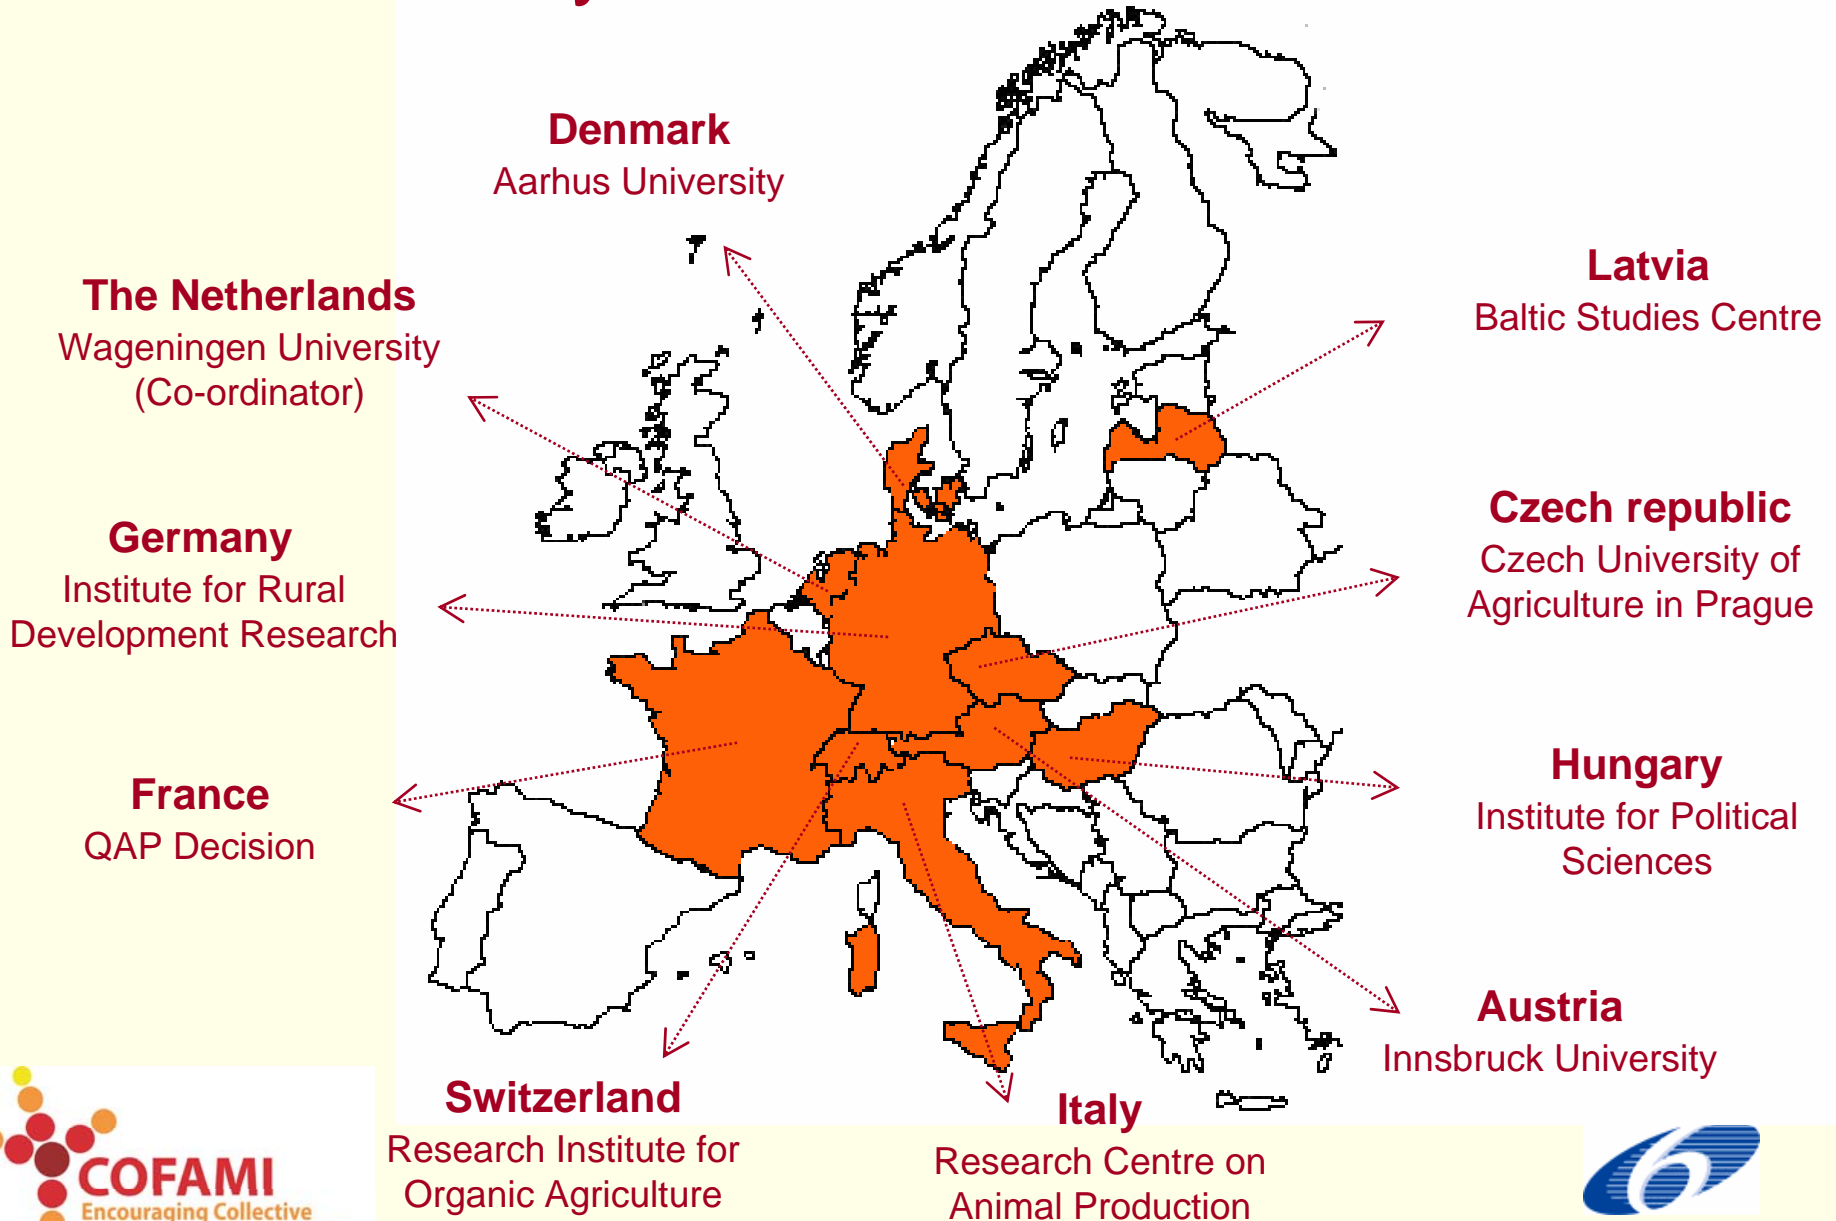 Denmark
Aarhus University
The Netherlands
Wageningen University
(Co-ordinator)
Latvia
Baltic Studies Centre
Germany
Institute for Rural
Development Research
Czech republic
Czech University of
Agriculture in Prague
France
QAP Decision
Hungary
Institute for Political
Sciences
Austria
Innsbruck University
Switzerland
Research Institute for
Organic Agriculture
Italy
Research Centre on
Animal Production
COFAMI
Encouraging Collective
6